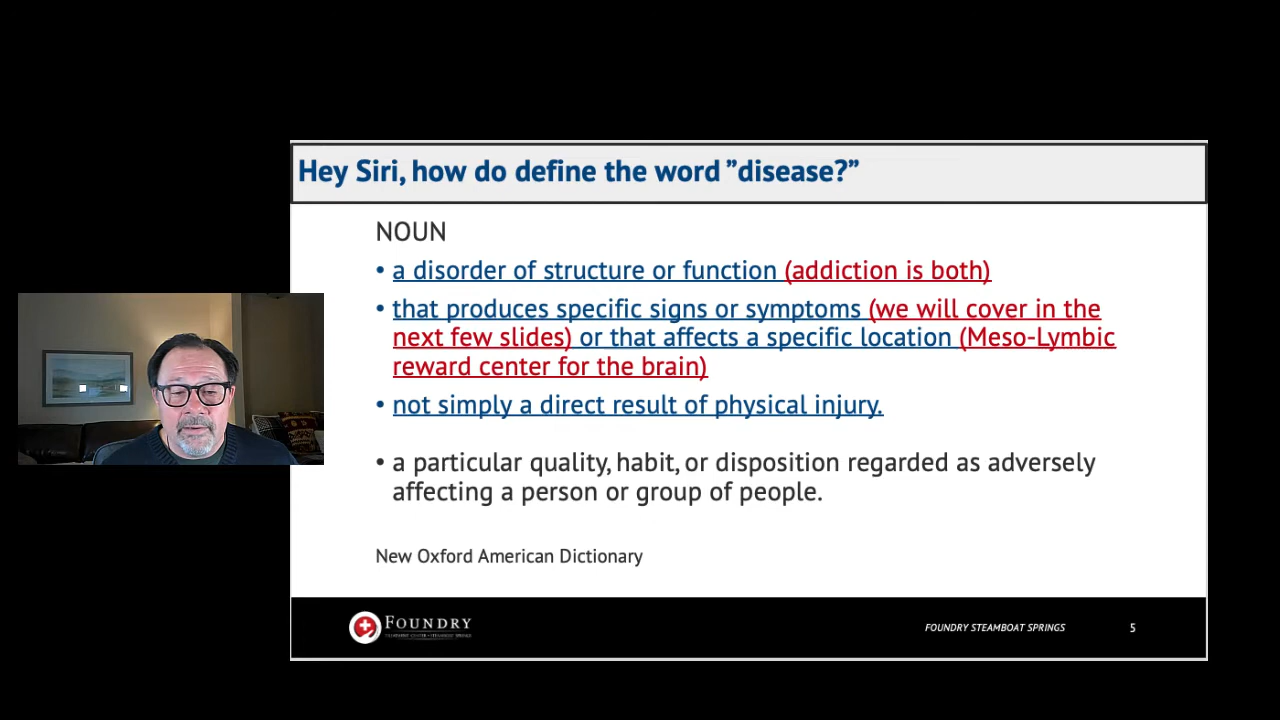 Hey Siri, how do define the word ”disease?”
NOUN
• a disorder of structure or function (addiction is both)
• that produces specific signs or symptoms (we will cover in the
next few slides) or that affects a specific location (Meso-Lymbic
reward center for the brain)
• not simply a direct result of physical injury.
• a particular quality, habit, or disposition regarded as adversely
affecting a person or group of people.
New Oxford American Dictionary
FOUNDRY
FOUNDRY STEAMBOAT SPRINGS
5